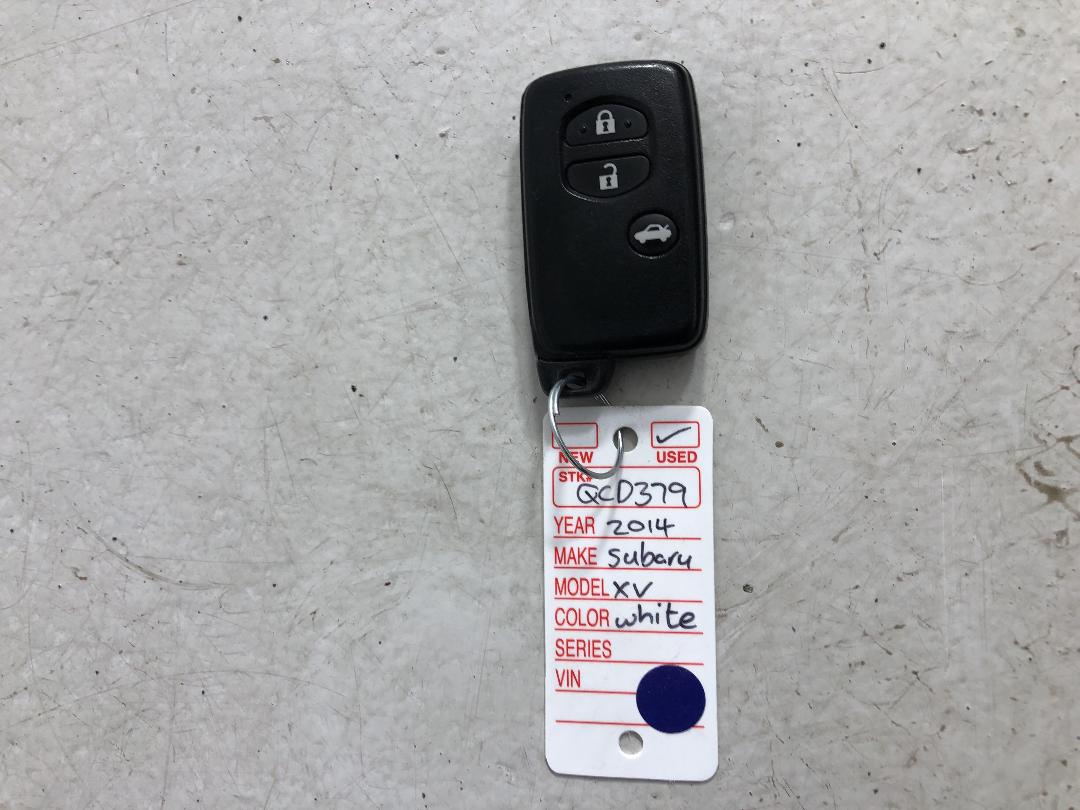 NEW USED
STK# QCD379
YEAR 2014
MAKE Subaru
MODEL XV
COLOR white
SERIES
VIN